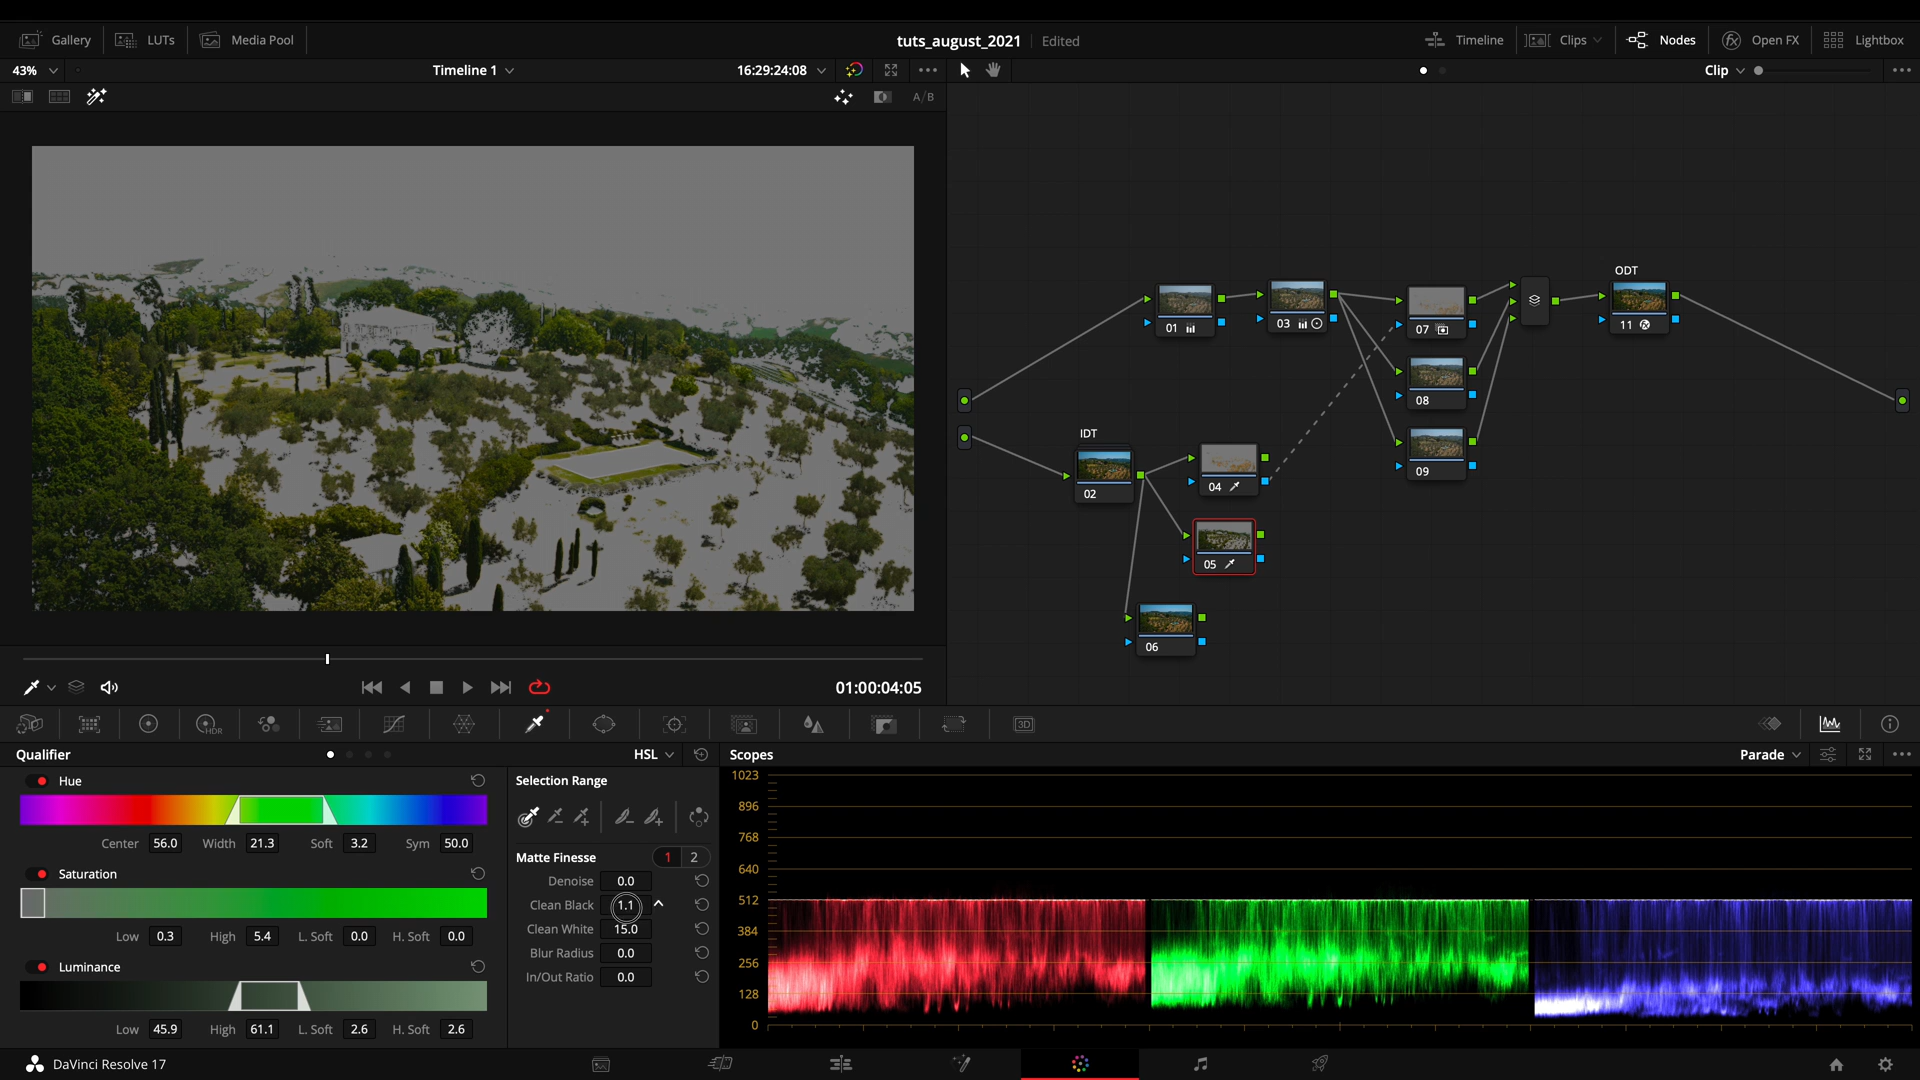 Gallery LUTs Media Pool tuts_august_2021 Edited Timeline Clips Nodes Open FX Lightbox
43% Timeline 1 16:29:24:08 Clip
A/B
ODT
01 03 07 11
08
IDT 09
02 04
05
06
01:00:04:05
HDR 3D
Qualifier HSL Scopes Parade
Hue
Center 56.0 Width 21.3 Soft 3.2 Sym 50.0
Saturation
Low 0.3 High 5.4 L. Soft 0.0 H. Soft 0.0
Luminance
Low 45.9 High 61.1 L. Soft 2.6 H. Soft 2.6
Selection Range
Matte Finesse 1 2
Denoise 0.0
Clean Black 1.1
Clean White 15.0
Blur Radius 0.0
In/Out Ratio 0.0
1023
896
768
640
512
384
256
128
0
DaVinci Resolve 17